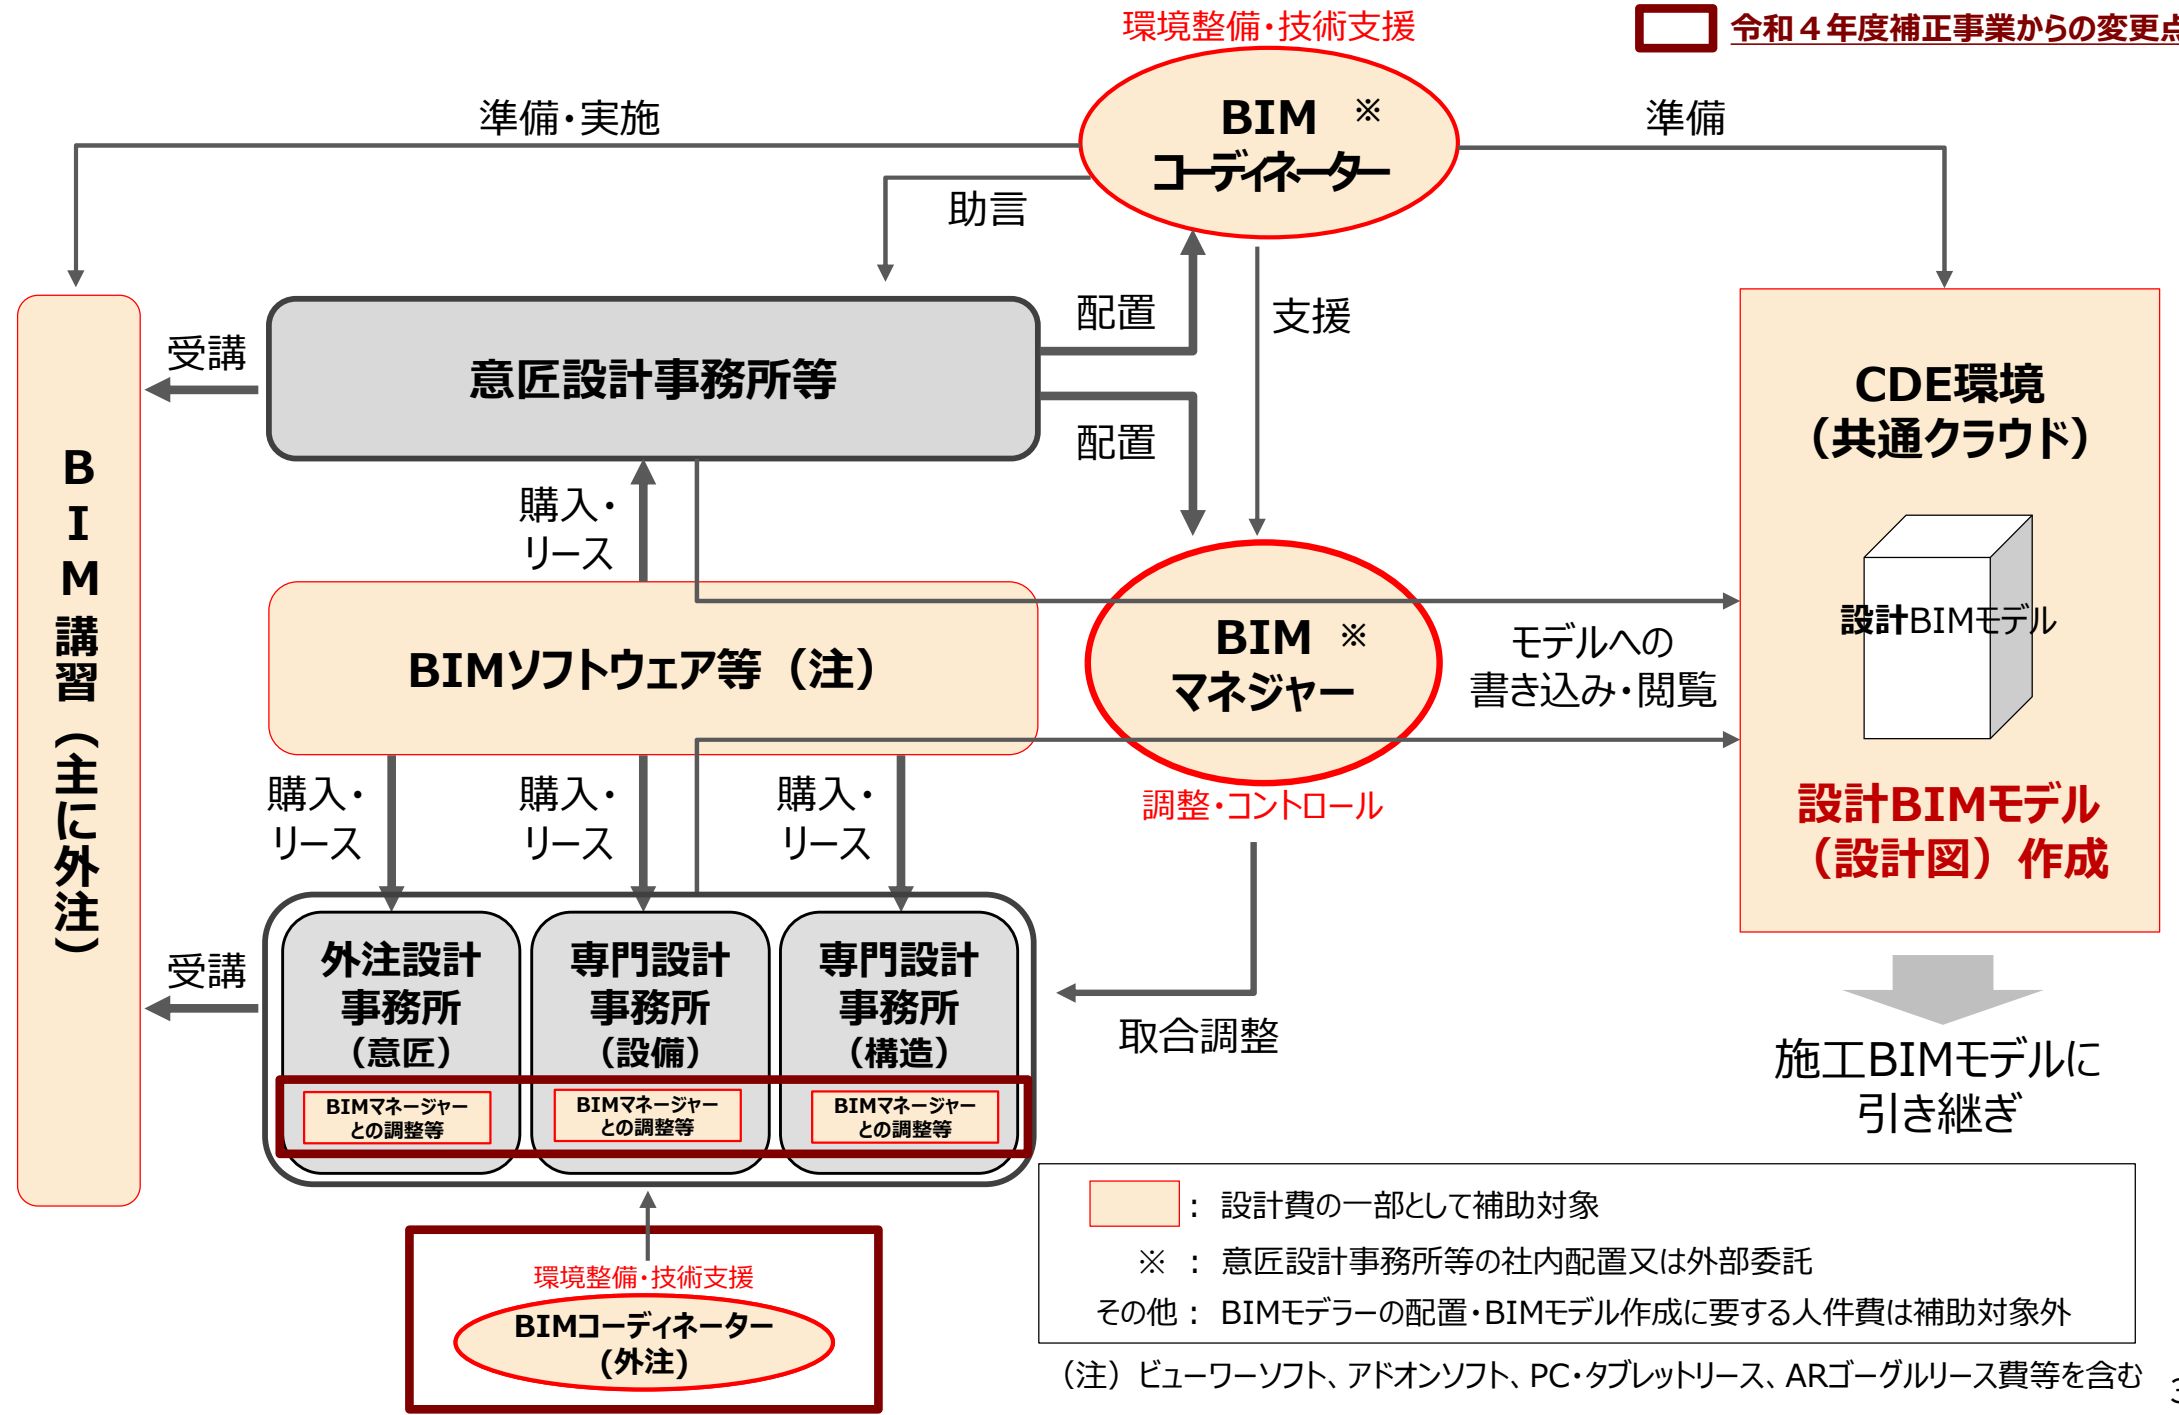 環境整備・技術支援
令和４年度補正事業からの変更点
BIM ※
コーディネーター
準備・実施
準備
助言
配置
支援
受講
意匠設計事務所等
配置
CDE環境
（共通クラウド）
BIM講習（主に外注）
購入・
リース
BIMソフトウェア等（注）
BIM ※
マネジャー
モデルへの
書き込み・閲覧
設計BIMモデル
調整・コントロール
設計BIMモデル
（設計図）作成
購入・
リース
購入・
リース
購入・
リース
受講
外注設計
事務所
（意匠）
専門設計
事務所
（設備）
専門設計
事務所
（構造）
取合調整
BIMマネージャー
との調整等
BIMマネージャー
との調整等
BIMマネージャー
との調整等
施工BIMモデルに
引き継ぎ
環境整備・技術支援
BIMコーディネーター
(外注)
： 設計費の一部として補助対象
※ ： 意匠設計事務所等の社内配置又は外部委託
その他： BIMモデラーの配置・BIMモデル作成に要する人件費は補助対象外
（注）ビューワーソフト、アドオンソフト、PC・タブレットリース、ARゴーグルリース費等を含む